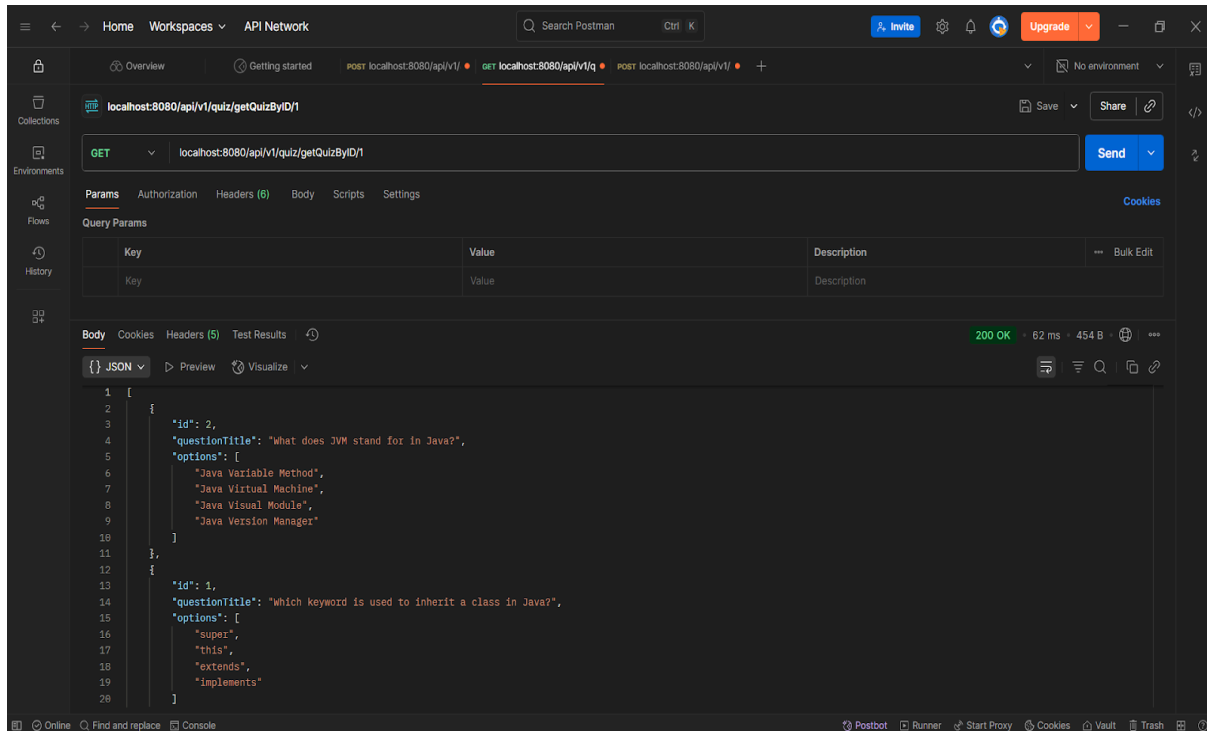 Home Workspaces API Network Search Postman Ctrl K Invite Upgrade
Overview Getting started POST localhost:8080/api/v1/ GET localhost:8080/api/v1/q POST localhost:8080/api/v1/ No environment
HTTP localhost:8080/api/v1/quiz/getQuizByID/1 Save Share
Collections
Environments
Flows
History
GET localhost:8080/api/v1/quiz/getQuizByID/1 Send
Params Authorization Headers (6) Body Scripts Settings Cookies
Query Params
Key Value Description Bulk Edit
Key Value Description
Body Cookies Headers (5) Test Results 200 OK 62 ms 454 B
{} JSON Preview Visualize
1 [
2 {
3 "id": 2,
4 "questionTitle": "What does JVM stand for in Java?",
5 "options": [
6 "Java Variable Method",
7 "Java Virtual Machine",
8 "Java Visual Module",
9 "Java Version Manager"
10 ]
11 },
12 {
13 "id": 1,
14 "questionTitle": "Which keyword is used to inherit a class in Java?",
15 "options": [
16 "super",
17 "this",
18 "extends",
19 "implements"
20 ]
Online Find and replace Console Postbot Runner Start Proxy Cookies Vault Trash